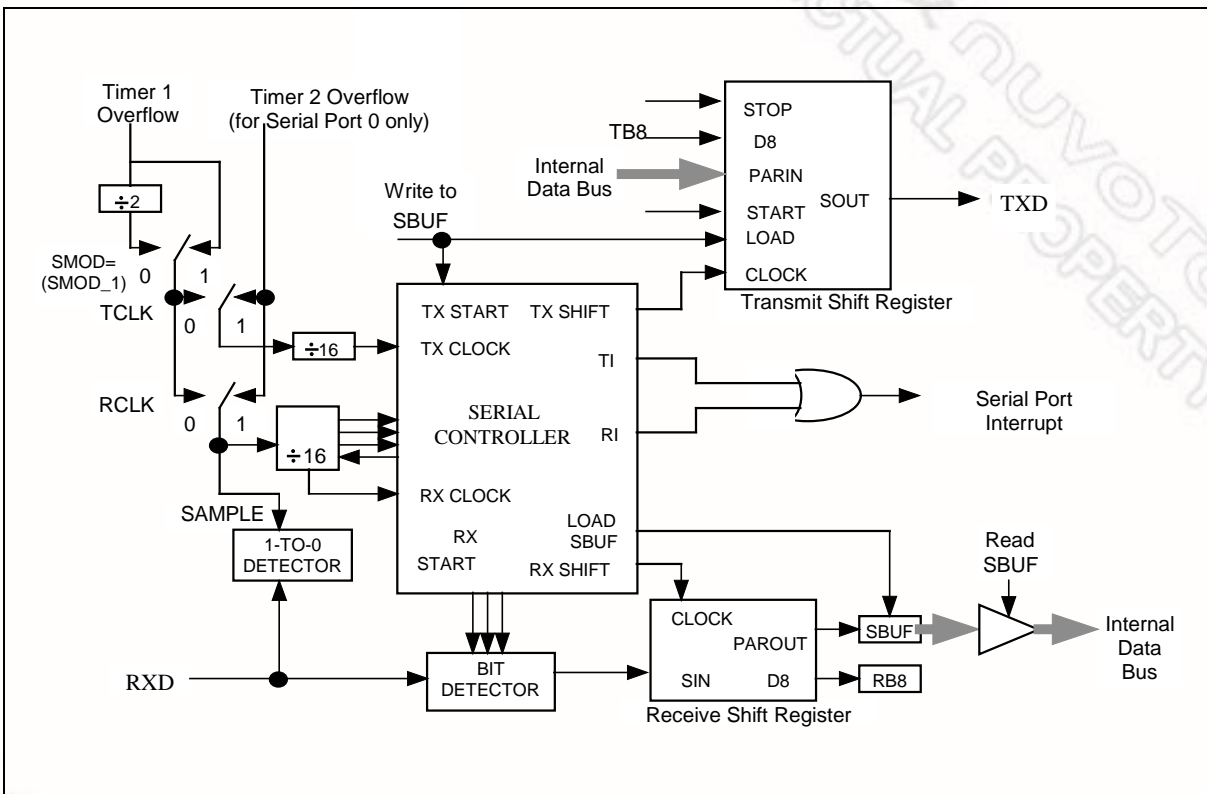 NUVOTO
CTUAL PROPERTY
Timer 1
Overflow
Timer 2 Overflow
(for Serial Port 0 only)
÷2
SMOD=
(SMOD_1)
0
1
TCLK
0
1
÷16
RCLK
0
1
÷16
SAMPLE
1-TO-0
DETECTOR
RXD
Write to
SBUF
TX START
TX SHIFT
TX CLOCK
TI
SERIAL
CONTROLLER
RI
RX CLOCK
LOAD
SBUF
RX
START
RX SHIFT
BIT
DETECTOR
TB8
Internal
Data Bus
STOP
D8
PARIN
START
SOUT
LOAD
CLOCK
Transmit Shift Register
TXD
Serial Port
Interrupt
CLOCK
PAROUT
SIN
D8
Receive Shift Register
SBUF
RB8
Read
SBUF
Internal
Data
Bus